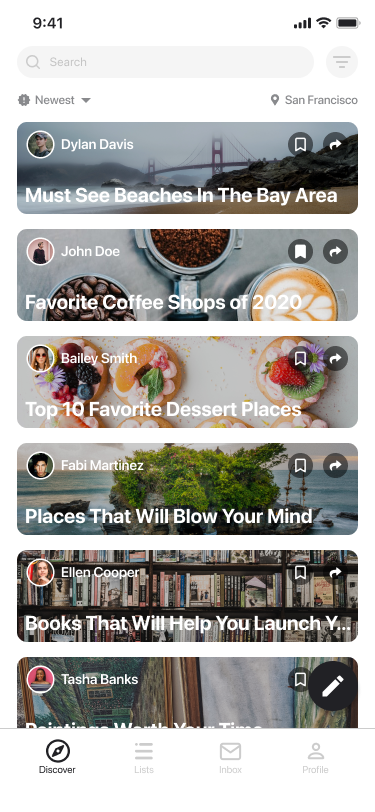 9:41
Search
Newest
San Francisco
Dylan Davis
Must See Beaches In The Bay Area
John Doe
Favorite Coffee Shops of 2020
Bailey Smith
Top 10 Favorite Dessert Places
Fabi Martinez
Places That Will Blow Your Mind
Ellen Cooper
Books That Will Help You Launch Y...
Tasha Banks
Paintings Worth Your Time
Discover
Lists
Inbox
Profile